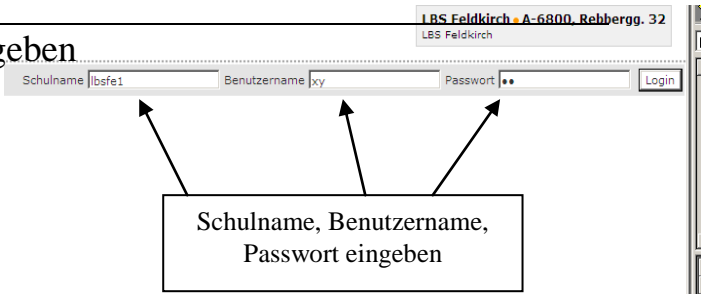 LBS Feldkirch • A-6800, Rebbergg. 32
LBS Feldkirch
geben
Schulname lbsfe1 Benutzername xy Passwort •• Login
Schulname, Benutzername,
Passwort eingeben